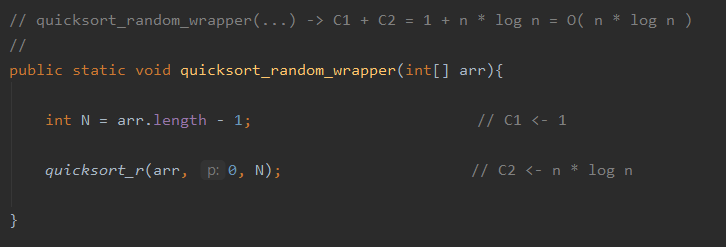 // quicksort_random_wrapper(...) -> C1 + C2 = 1 + n * log n = O( n * log n )
//
public static void quicksort_random_wrapper(int[] arr){
int N = arr.length - 1; // C1 <- 1
quicksort_r(arr, p: 0, N); // C2 <- n * log n
}